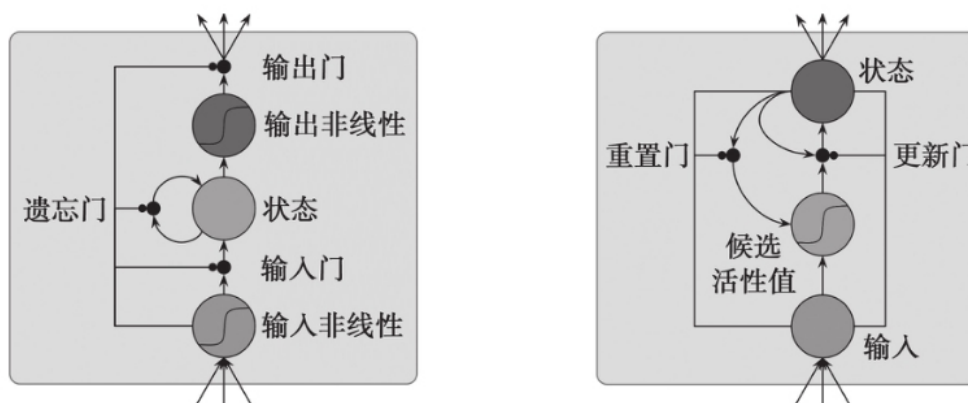 输出门
输出非线性
遗忘门
状态
输入门
输入非线性
状态
重置门
更新门
候选
活性值
输入